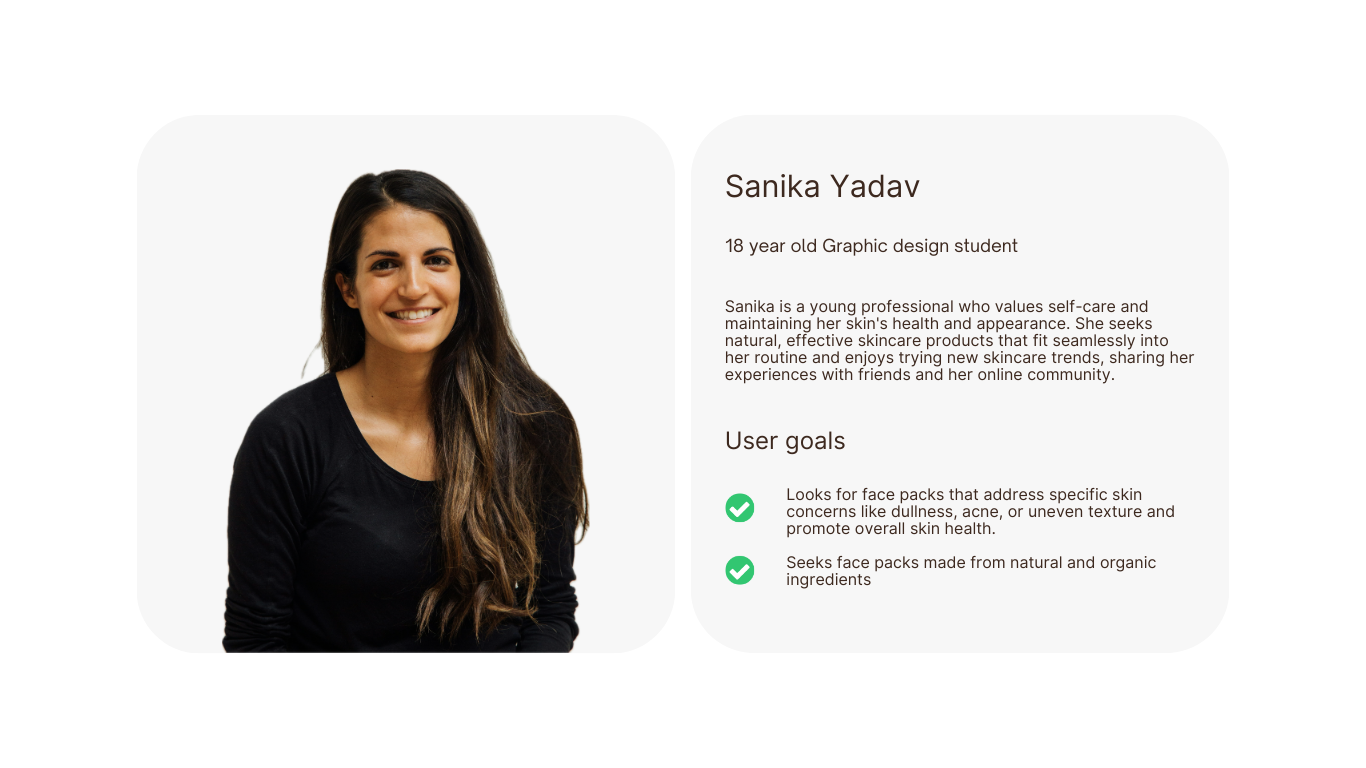 Sanika Yadav
18 year old Graphic design student
Sanika is a young professional who values self-care and
maintaining her skin's health and appearance. She seeks
natural, effective skincare products that fit seamlessly into
her routine and enjoys trying new skincare trends, sharing her
experiences with friends and her online community.
User goals
Looks for face packs that address specific skin
concerns like dullness, acne, or uneven texture and
promote overall skin health.
Seeks face packs made from natural and organic
ingredients